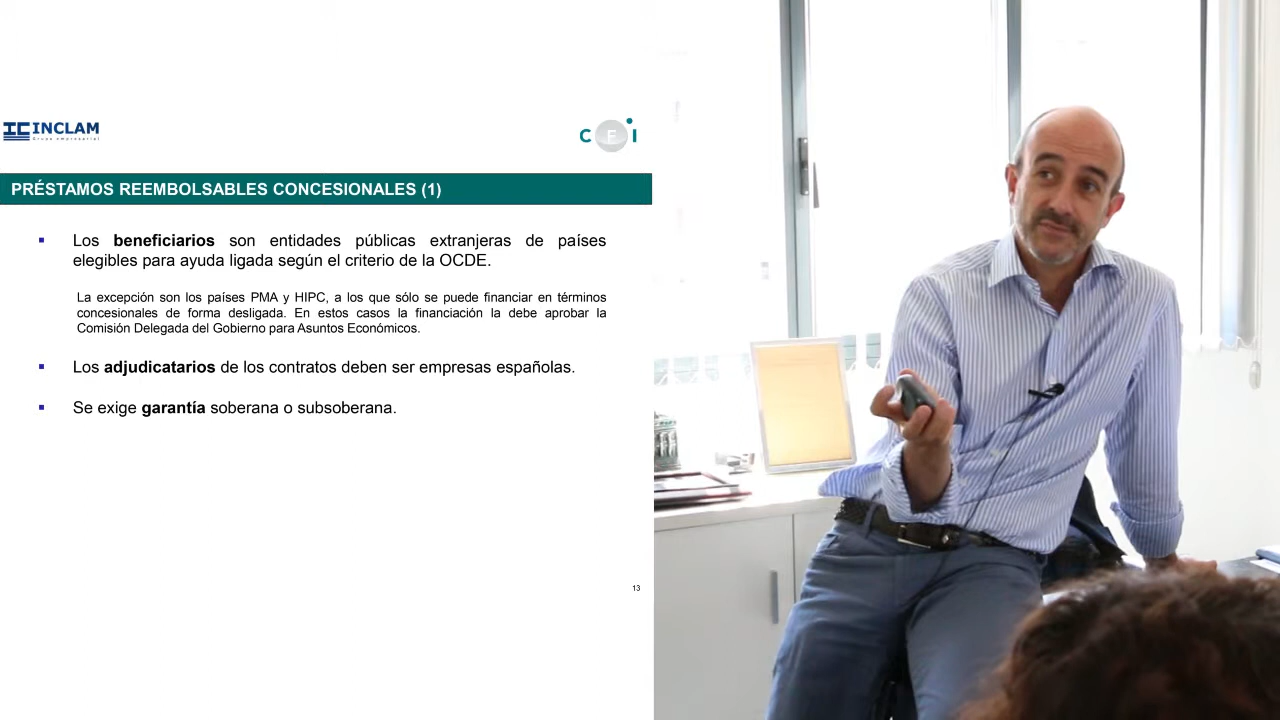 INCLAM
Grupo empresarial
CFi
PRÉSTAMOS REEMBOLSABLES CONCESIONALES (1)
▪ Los beneficiarios son entidades públicas extranjeras de países
elegibles para ayuda ligada según el criterio de la OCDE.
La excepción son los países PMA y HIPC, a los que sólo se puede financiar en términos
concesionales de forma desligada. En estos casos la financiación la debe aprobar la
Comisión Delegada del Gobierno para Asuntos Económicos.
▪ Los adjudicatarios de los contratos deben ser empresas españolas.
▪ Se exige garantía soberana o subsoberana.
13